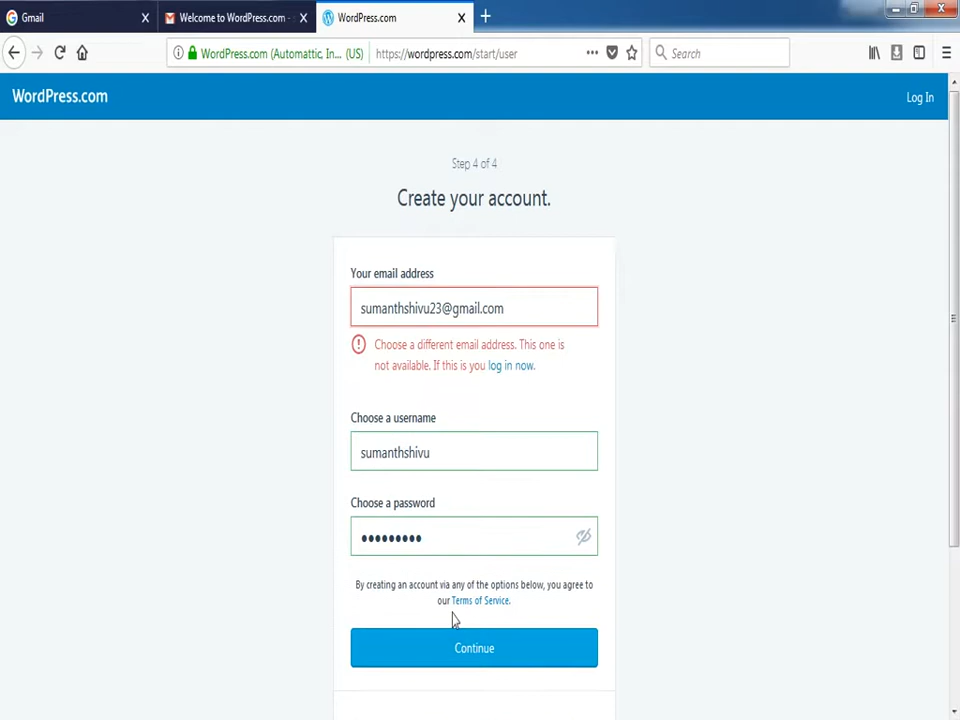 Gmail
Welcome to WordPress.com -
WordPress.com
WordPress.com (Automattic, In... (US)
https://wordpress.com/start/user
Search
WordPress.com
Log In
Step 4 of 4
Create your account.
Your email address
sumanthshivu23@gmail.com
Choose a different email address. This one is
not available. If this is you log in now.
Choose a username
sumanthshivu
Choose a password
•••••••••
By creating an account via any of the options below, you agree to
our Terms of Service.
Continue